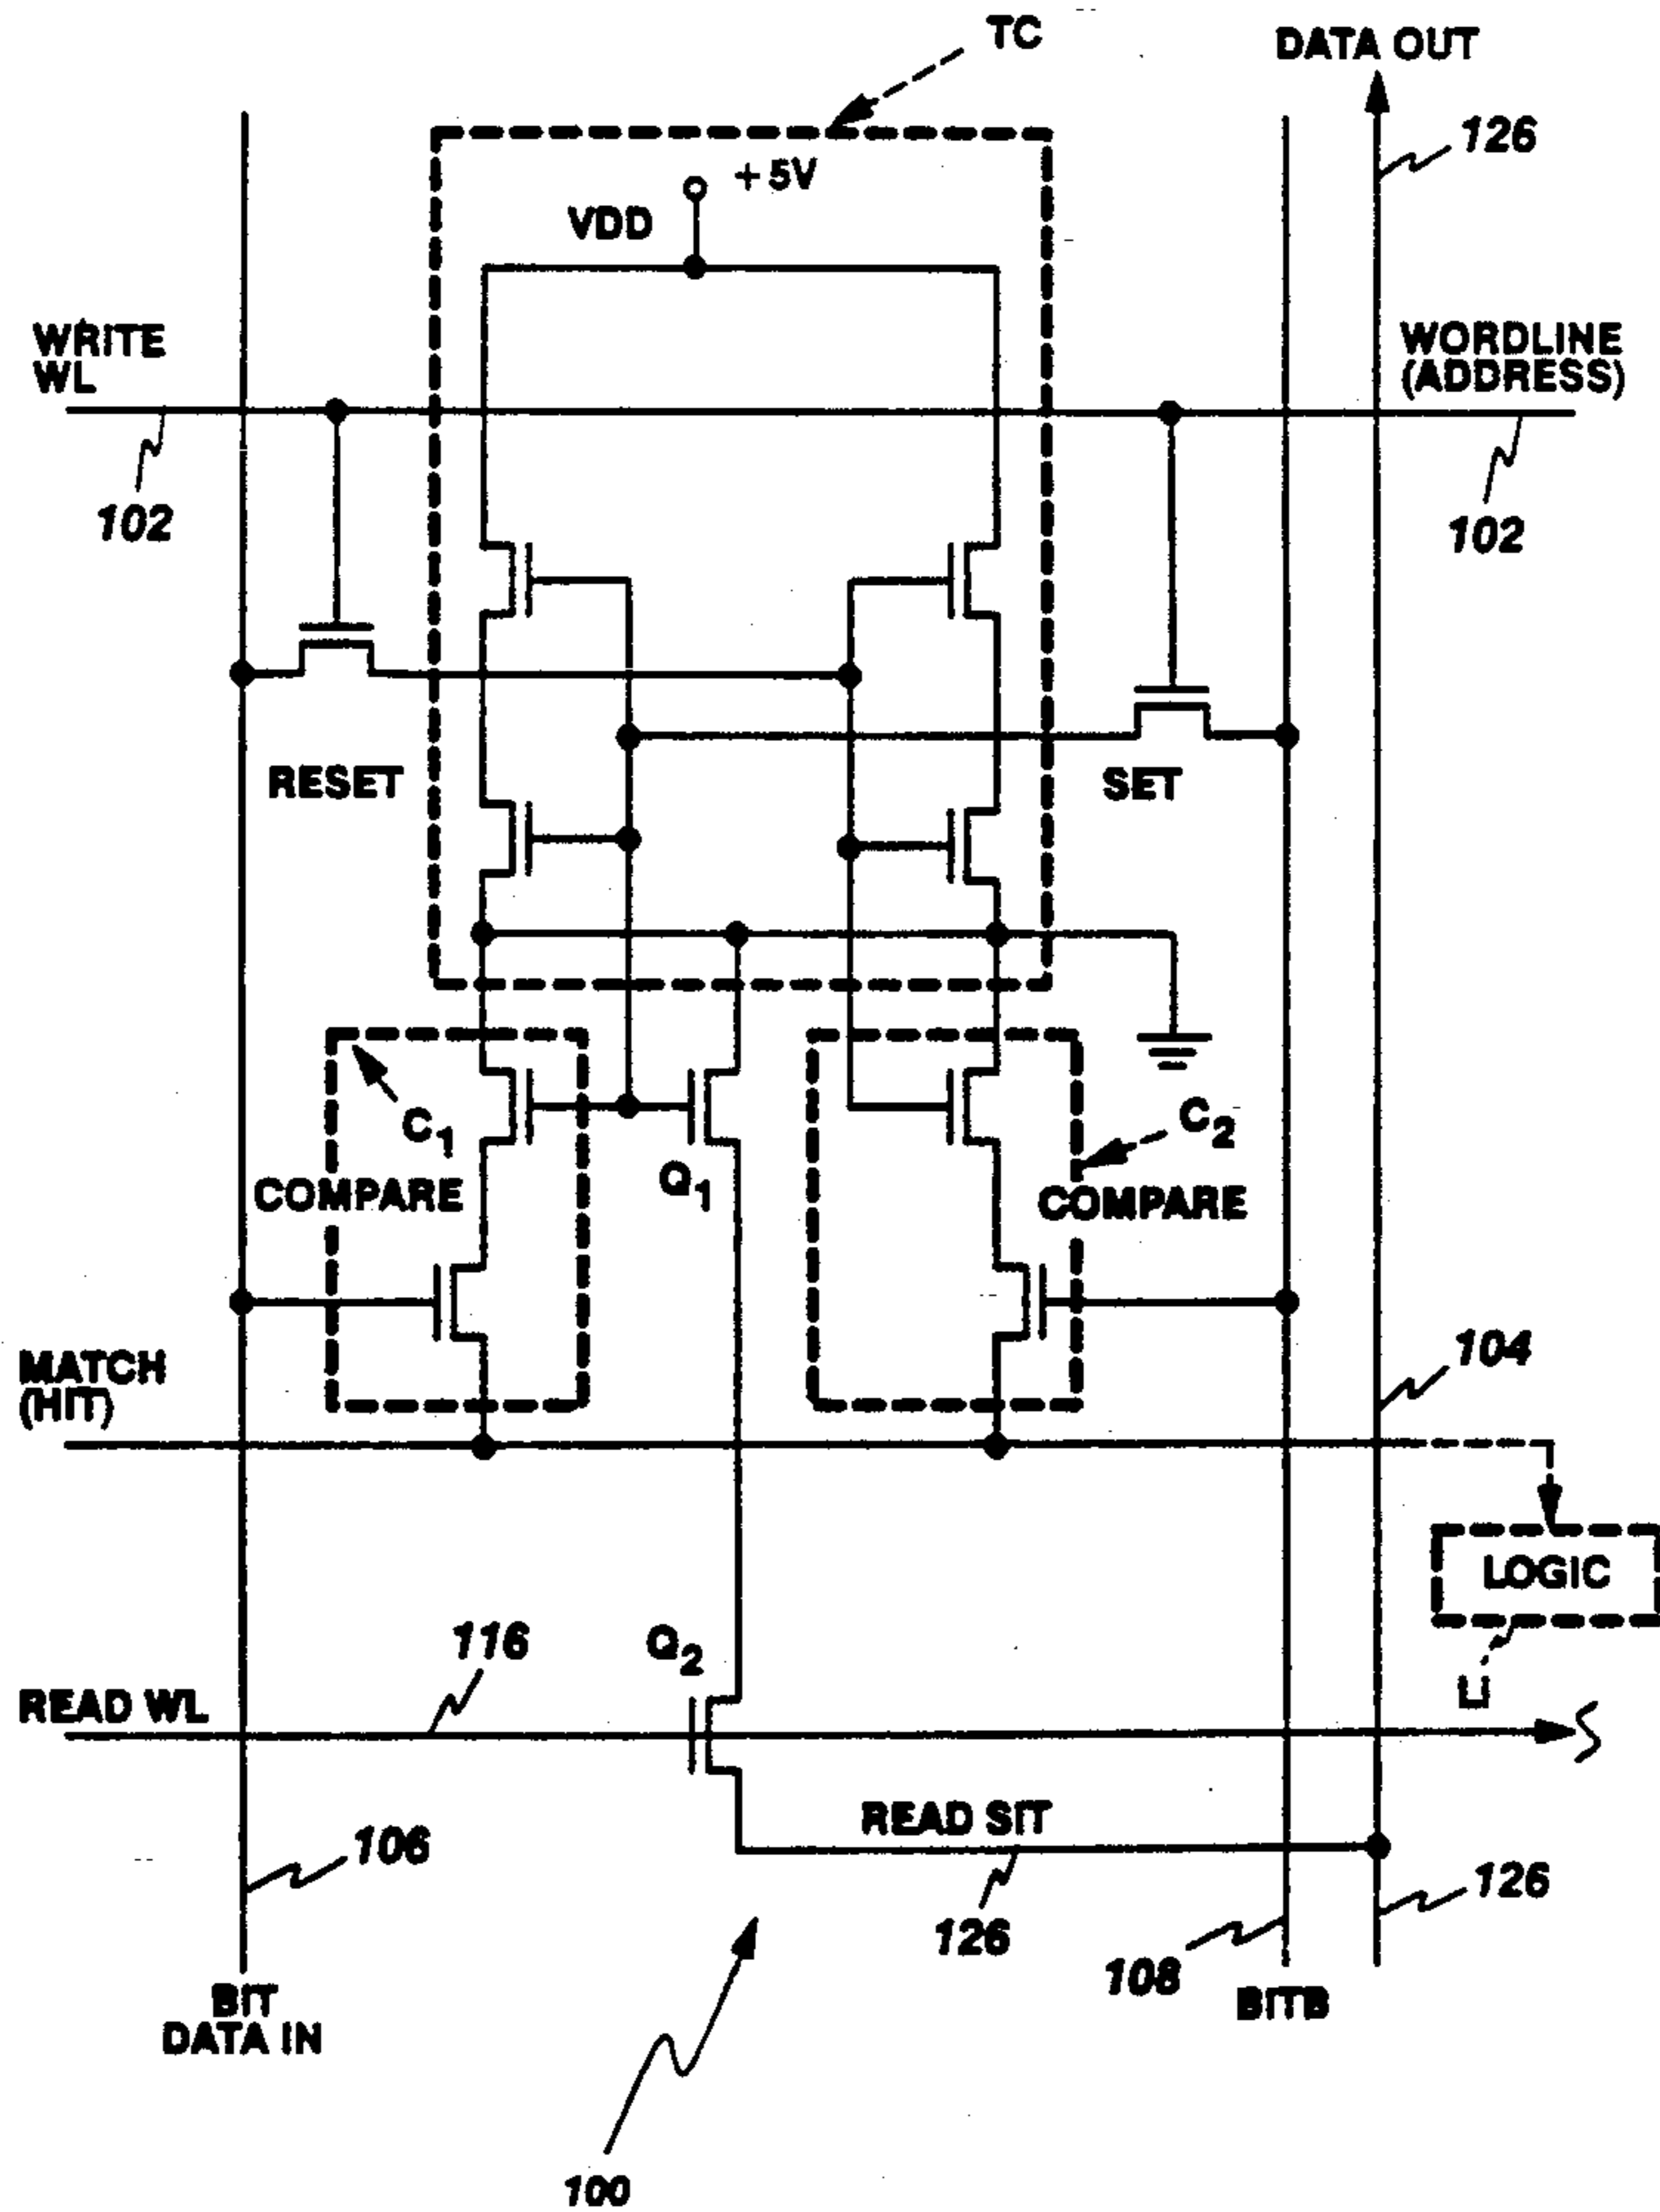 TC
DATA OUT
126
+5V
VDD
WRITE
WL
WORDLINE
(ADDRESS)
102
102
RESET
SET
C1
C2
Q1
COMPARE
COMPARE
MATCH
(HIT)
104
LOGIC
116
Q2
LJ
READ WL
READ SIT
106
126
126
108
BIT
DATA IN
BITB
100